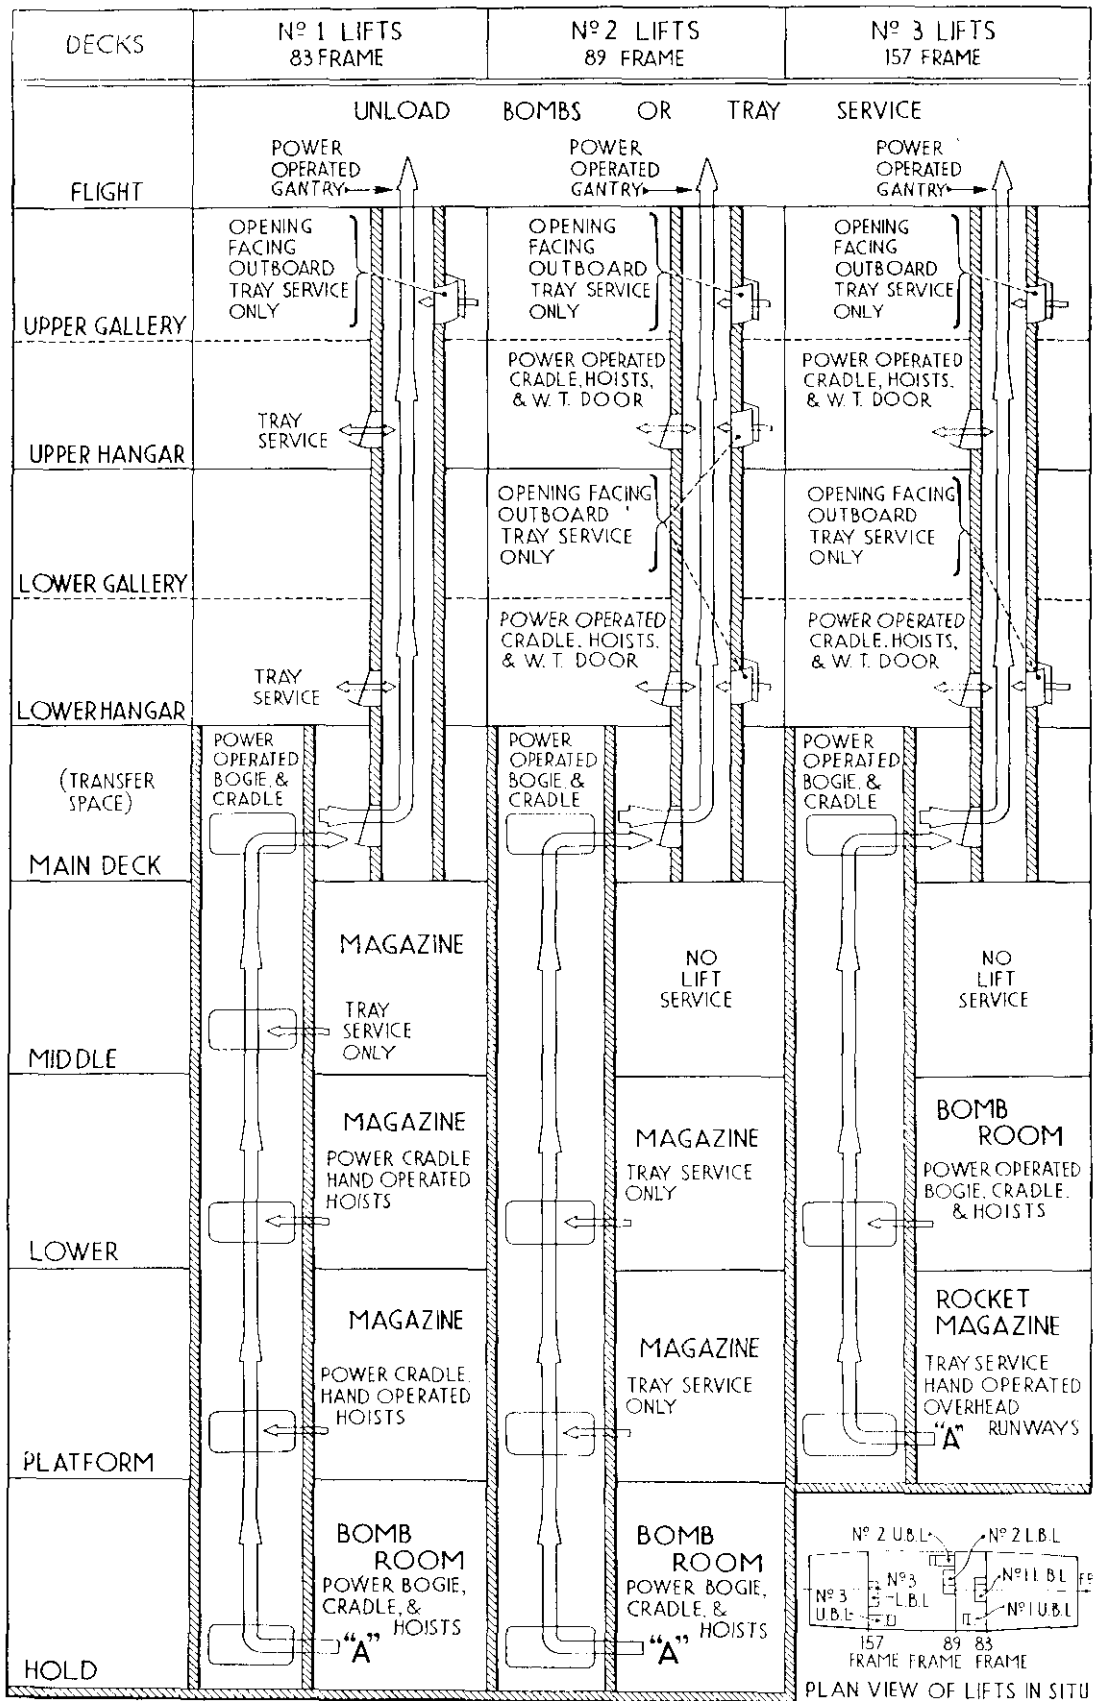 DECKS
Nº 1 LIFTS
83 FRAME
Nº 2 LIFTS
89 FRAME
Nº 3 LIFTS
157 FRAME
UNLOAD BOMBS OR TRAY SERVICE
FLIGHT
POWER
OPERATED
GANTRY
POWER
OPERATED
GANTRY
POWER
OPERATED
GANTRY
UPPER GALLERY
OPENING
FACING
OUTBOARD
TRAY SERVICE
ONLY
OPENING
FACING
OUTBOARD
TRAY SERVICE
ONLY
OPENING
FACING
OUTBOARD
TRAY SERVICE
ONLY
UPPER HANGAR
TRAY
SERVICE
POWER OPERATED
CRADLE, HOISTS,
& W. T. DOOR
POWER OPERATED
CRADLE, HOISTS.
& W. T. DOOR
LOWER GALLERY
OPENING FACING
OUTBOARD
TRAY SERVICE
ONLY
OPENING FACING
OUTBOARD
TRAY SERVICE
ONLY
LOWER HANGAR
TRAY
SERVICE
POWER OPERATED
CRADLE. HOISTS,
& W. T. DOOR
POWER OPERATED
CRADLE. HOISTS,
& W. T. DOOR
(TRANSFER
SPACE)
MAIN DECK
POWER
OPERATED
BOGIE, &
CRADLE
POWER
OPERATED
BOGIE, &
CRADLE
POWER
OPERATED
BOGIE, &
CRADLE
MIDDLE
MAGAZINE
TRAY
SERVICE
ONLY
NO
LIFT
SERVICE
NO
LIFT
SERVICE
LOWER
MAGAZINE
POWER CRADLE
HAND OPERATED
HOISTS
MAGAZINE
TRAY SERVICE
ONLY
BOMB
ROOM
POWER OPERATED
BOGIE, CRADLE.
& HOISTS
PLATFORM
MAGAZINE
POWER CRADLE.
HAND OPERATED
HOISTS
MAGAZINE
TRAY SERVICE
ONLY
ROCKET
MAGAZINE
TRAY SERVICE
HAND OPERATED
OVERHEAD
RUNWAYS
"A"
HOLD
BOMB
ROOM
POWER BOGIE,
CRADLE, &
HOISTS
"A"
BOMB
ROOM
POWER BOGIE,
CRADLE. &
HOISTS
"A"
Nº 2 U.B.L
Nº 2 L.B.L
Nº 3
L.B.L
Nº 1 L.B.L
Nº 3
U.B.L
Nº 1 U.B.L
157
FRAME
89
FRAME
83
FRAME
PLAN VIEW OF LIFTS IN SITU